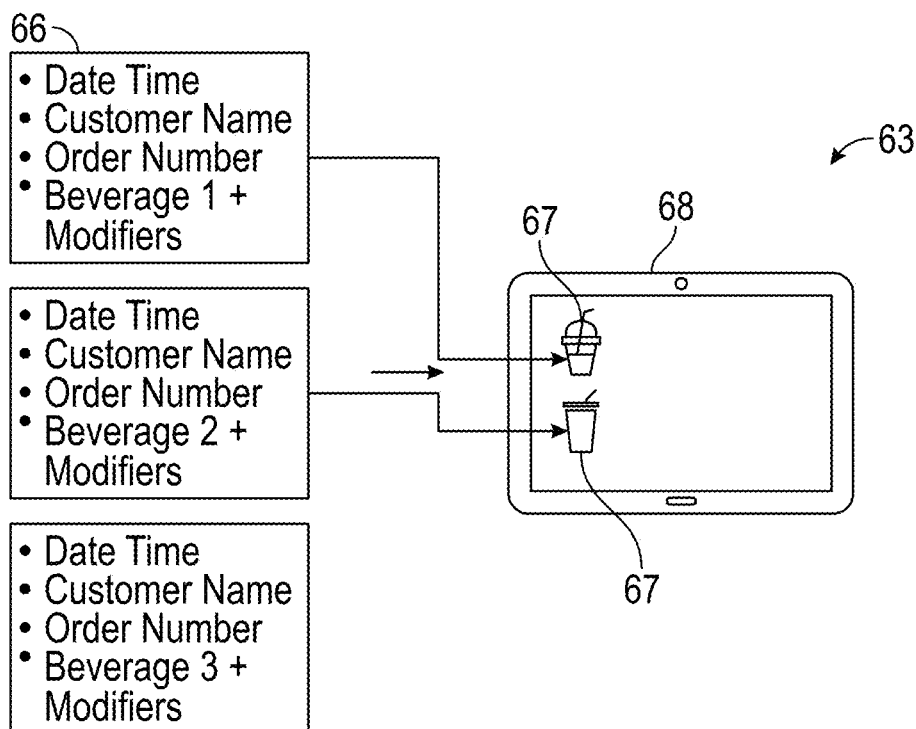 66
• Date Time
• Customer Name
• Order Number
• Beverage 1 +
Modifiers
• Date Time
• Customer Name
• Order Number
• Beverage 2 +
Modifiers
• Date Time
• Customer Name
• Order Number
• Beverage 3 +
Modifiers
63
68
67
67